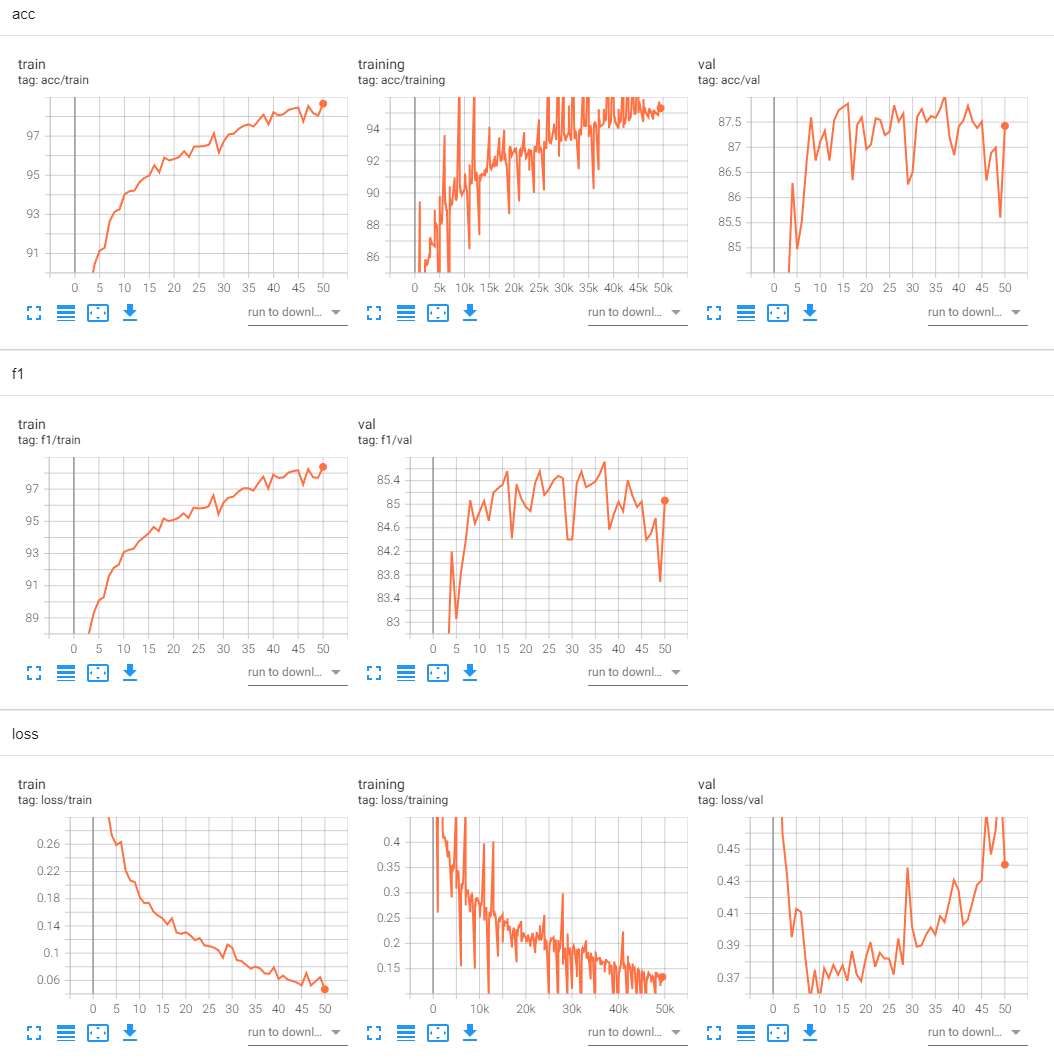 acc
train
tag: acc/train
97
95
93
91
0 5 10 15 20 25 30 35 40 45 50
run to downl...
training
tag: acc/training
94
92
90
88
86
0 5k 10k 15k 20k 25k 30k 35k 40k 45k 50k
run to downl...
val
tag: acc/val
87.5
87
86.5
86
85.5
85
0 5 10 15 20 25 30 35 40 45 50
run to downl...
f1
train
tag: f1/train
97
95
93
91
89
0 5 10 15 20 25 30 35 40 45 50
run to downl...
val
tag: f1/val
85.4
85
84.6
84.2
83.8
83.4
83
0 5 10 15 20 25 30 35 40 45 50
run to downl...
loss
train
tag: loss/train
0.26
0.22
0.18
0.14
0.1
0.06
0 5 10 15 20 25 30 35 40 45 50
run to downl...
training
tag: loss/training
0.4
0.35
0.3
0.25
0.2
0.15
0 10k 20k 30k 40k 50k
run to downl...
val
tag: loss/val
0.45
0.43
0.41
0.39
0.37
0 5 10 15 20 25 30 35 40 45 50
run to downl...